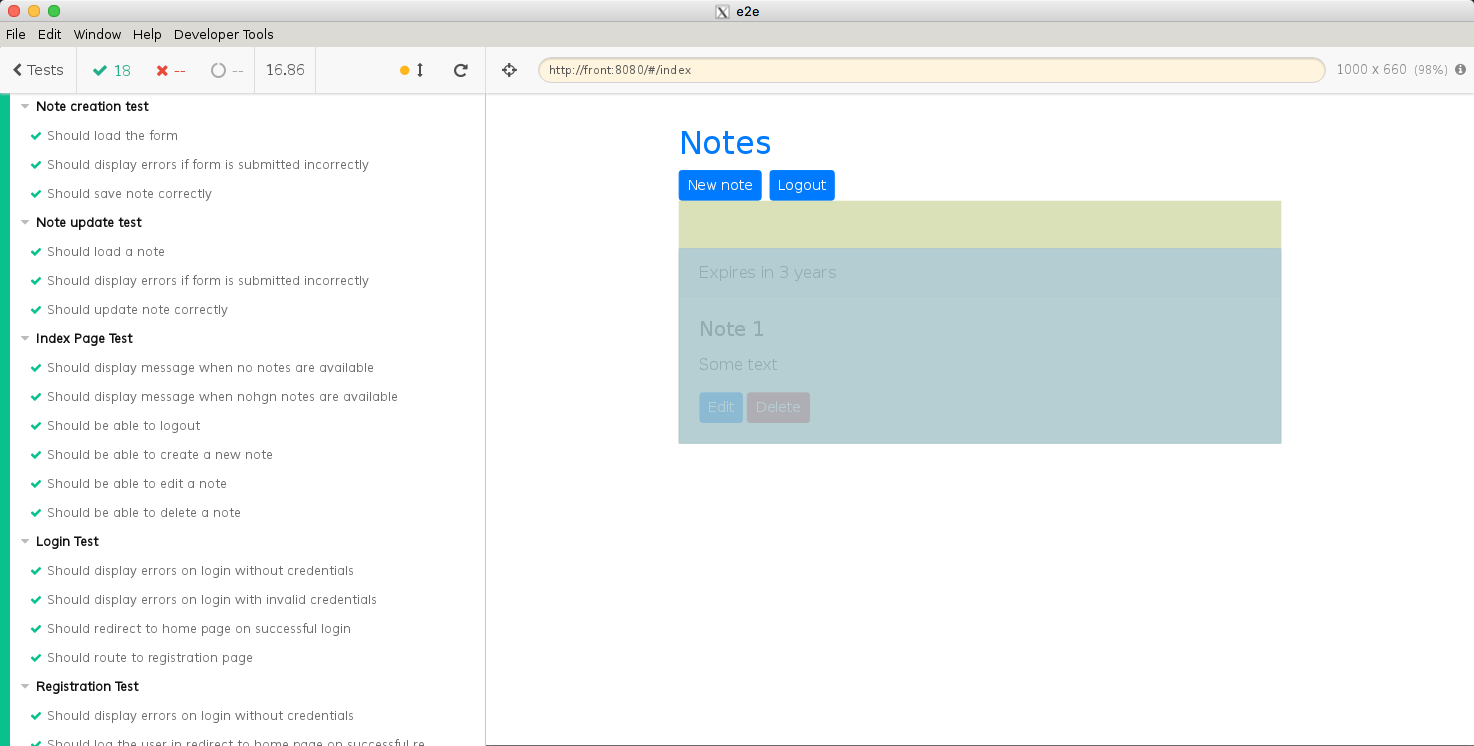 e2e
File Edit Window Help Developer Tools
Tests 18 -- -- 16.86
http://front:8080/#/index 1000 x 660 (98%)
Note creation test
Should load the form
Should display errors if form is submitted incorrectly
Should save note correctly
Note update test
Should load a note
Should display errors if form is submitted incorrectly
Should update note correctly
Index Page Test
Should display message when no notes are available
Should display message when nohgn notes are available
Should be able to logout
Should be able to create a new note
Should be able to edit a note
Should be able to delete a note
Login Test
Should display errors on login without credentials
Should display errors on login with invalid credentials
Should redirect to home page on successful login
Should route to registration page
Registration Test
Should display errors on login without credentials
Should log the user in redirect to home page on successful re
Notes
New note Logout
Expires in 3 years
Note 1
Some text
Edit Delete